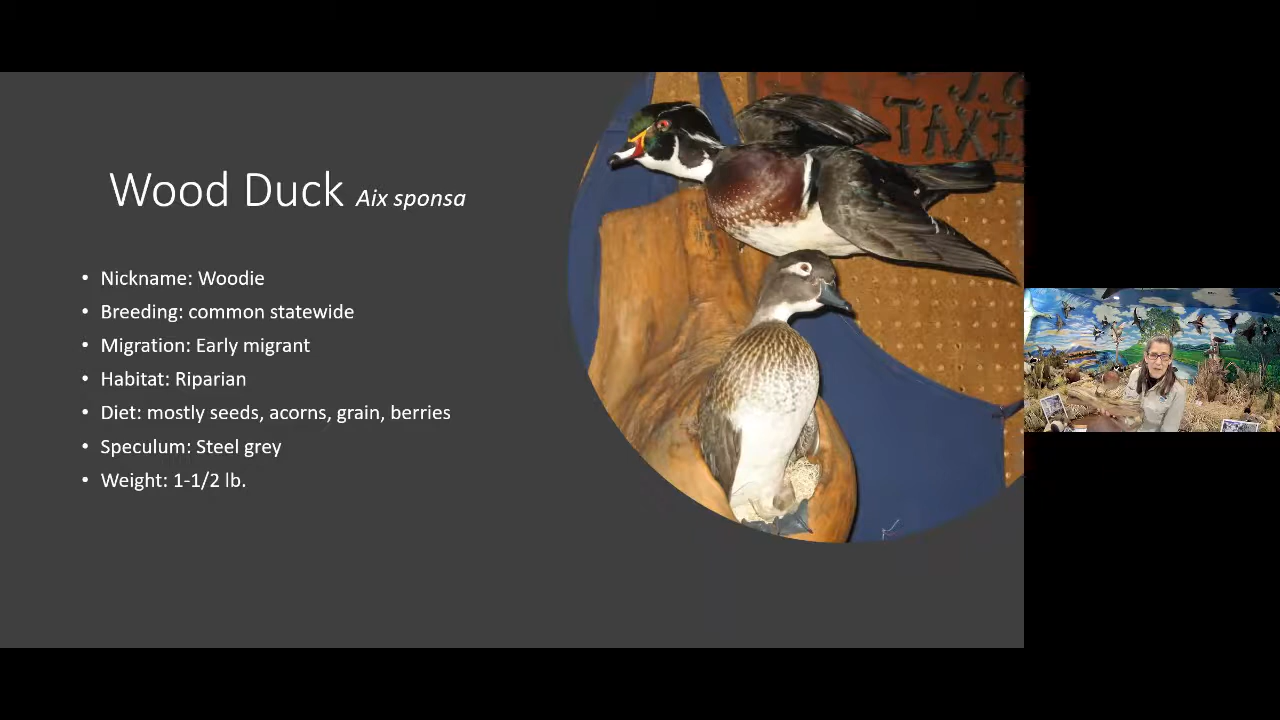 J.C
TAXI
Wood Duck Aix sponsa
• Nickname: Woodie
• Breeding: common statewide
• Migration: Early migrant
• Habitat: Riparian
• Diet: mostly seeds, acorns, grain, berries
• Speculum: Steel grey
• Weight: 1-1/2 lb.